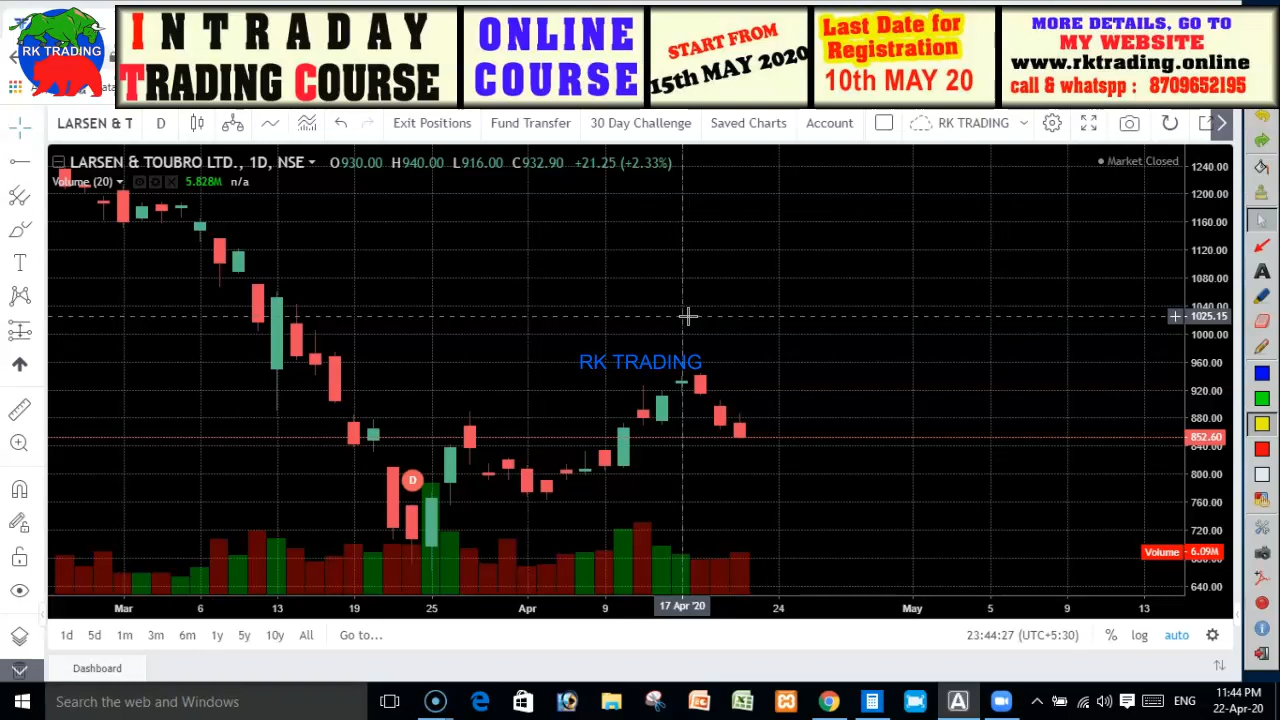 RK TRADING
INTRADAY
TRADING COURSE
ONLINE
COURSE
START FROM
15th MAY 2020
Last Date for
Registration
10th MAY 20
MORE DETAILS, GO TO
MY WEBSITE
www.rktrading.online
call & whatspp : 8709652195
LARSEN & T
D
Exit Positions
Fund Transfer
30 Day Challenge
Saved Charts
Account
RK TRADING
LARSEN & TOUBRO LTD., 1D, NSE
O930.00 H940.00 L916.00 C932.90 +21.25 (+2.33%)
Market Closed
Volume (20)
5.828M n/a
1240.00
1200.00
1160.00
1120.00
1080.00
1040.00
1025.15
1000.00
960.00
920.00
880.00
852.60
840.00
800.00
760.00
720.00
Volume 6.09M
640.00
RK TRADING
D
Mar 6 13 19 25 Apr 9 17 Apr '20 24 May 5 9 13
1d 5d 1m 3m 6m 1y 5y 10y All Go to...
23:44:27 (UTC+5:30) % log auto
Dashboard
Search the web and Windows
ENG
11:44 PM
22-Apr-20